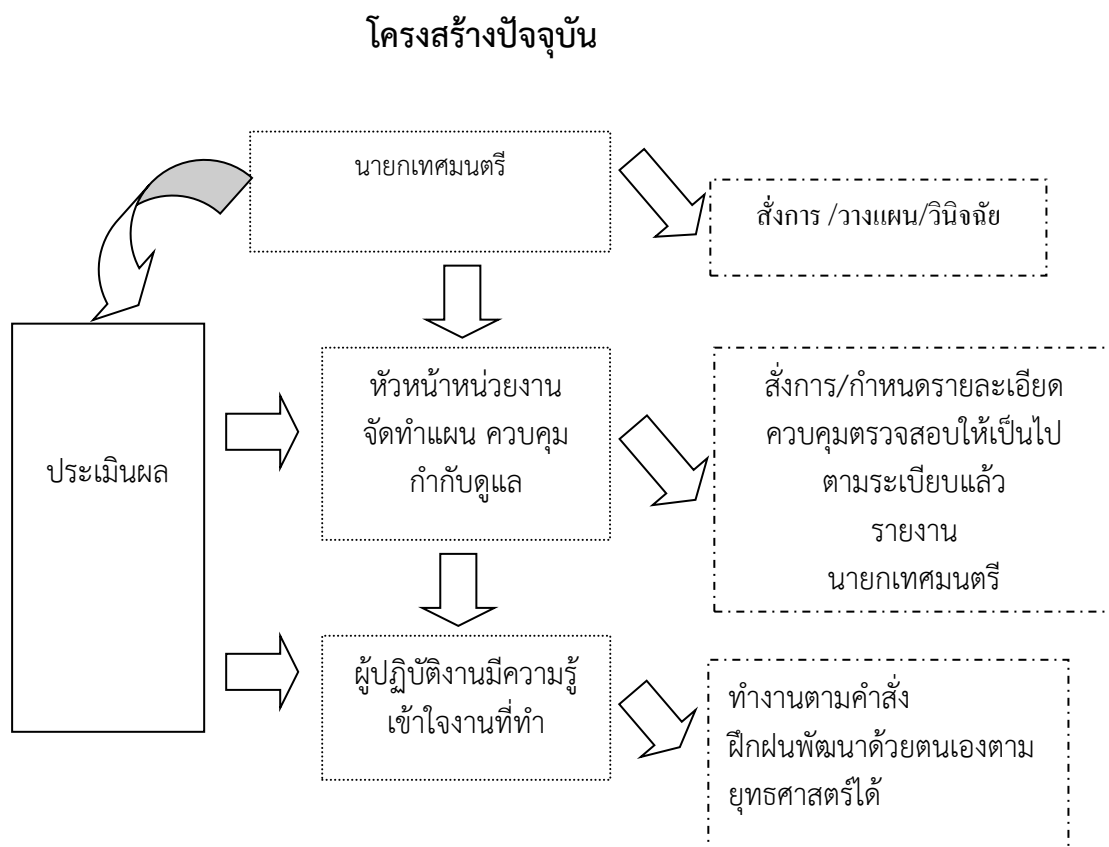 โครงสร้างปัจจุบัน
นายกเทศมนตรี
สั่งการ /วางแผน/วินิจฉัย
หัวหน้าหน่วยงาน
จัดทำแผน ควบคุม
กำกับดูแล
สั่งการ/กำหนดรายละเอียด
ควบคุมตรวจสอบให้เป็นไป
ตามระเบียบแล้ว
รายงาน
นายกเทศมนตรี
ประเมินผล
ผู้ปฏิบัติงานมีความรู้
เข้าใจงานที่ทำ
ทำงานตามคำสั่ง
ฝึกฝนพัฒนาด้วยตนเองตาม
ยุทธศาสตร์ได้